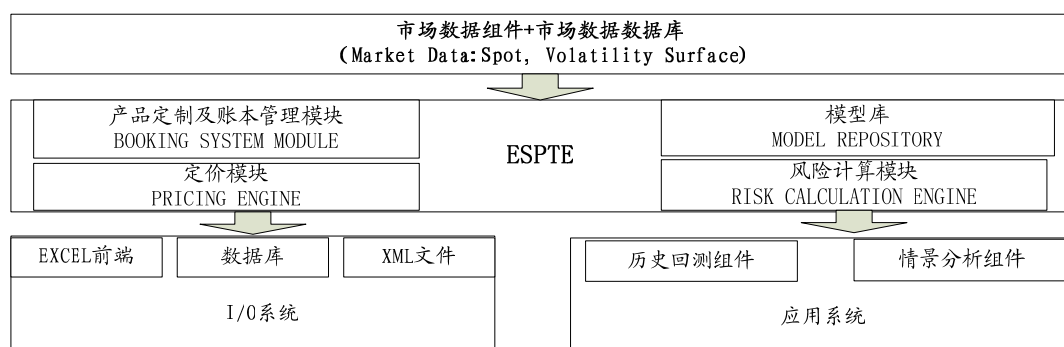 市场数据组件+市场数据数据库
(Market Data:Spot, Volatility Surface)
产品定制及账本管理模块
BOOKING SYSTEM MODULE
定价模块
PRICING ENGINE
ESPTE
模型库
MODEL REPOSITORY
风险计算模块
RISK CALCULATION ENGINE
EXCEL前端
数据库
XML文件
I/O系统
历史回测组件
情景分析组件
应用系统